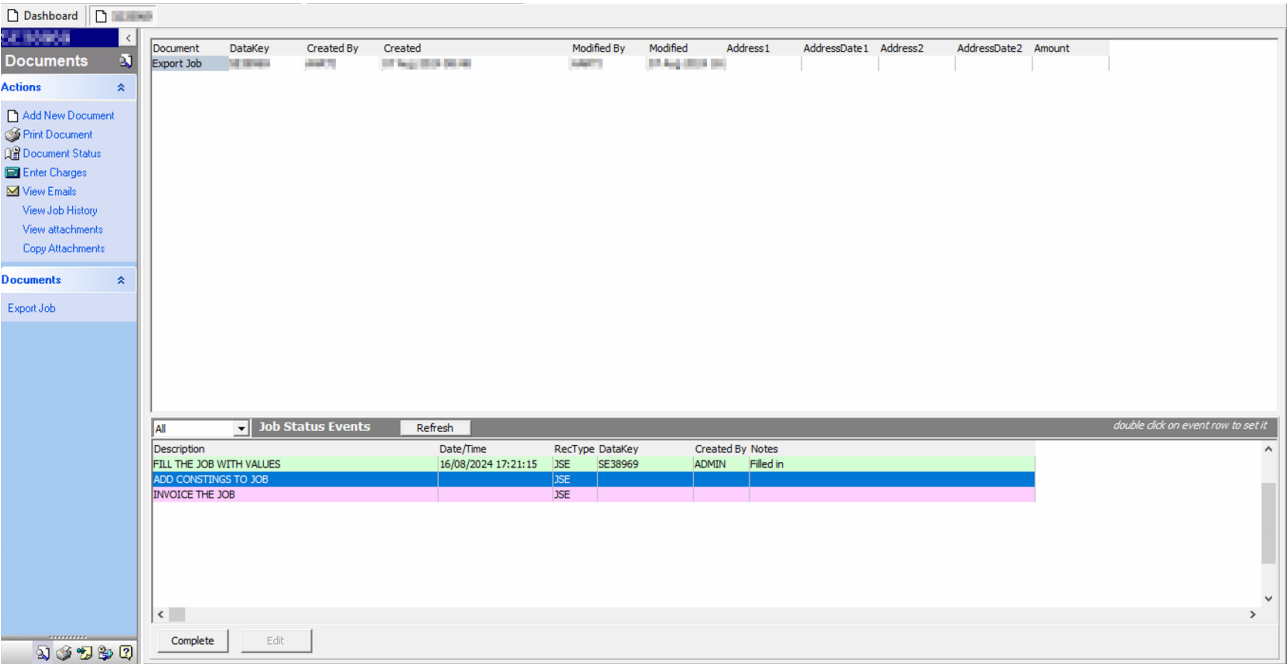 Dashboard
Documents
Actions
Add New Document
Print Document
Document Status
Enter Charges
View Emails
View Job History
View attachments
Copy Attachments
Documents
Export Job
Document DataKey Created By Created Modified By Modified Address1 AddressDate1 Address2 AddressDate2 Amount
Export Job
All Job Status Events Refresh double click on event row to set it
Description Date/Time RecType DataKey Created By Notes
FILL THE JOB WITH VALUES 16/08/2024 17:21:15 JSE SE38969 ADMIN Filled in
ADD CONSTINGS TO JOB JSE
INVOICE THE JOB JSE
Complete Edit